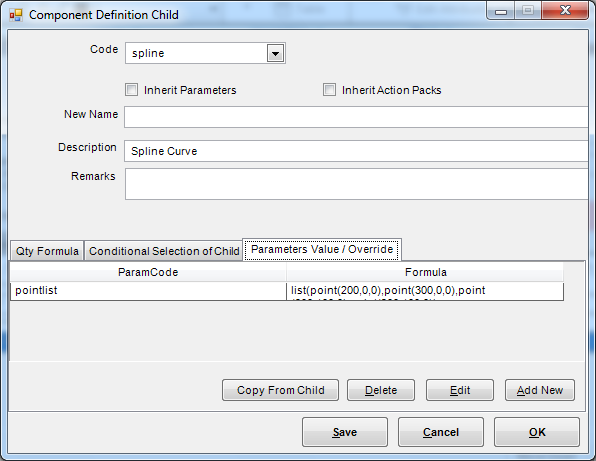 Component Definition Child
Code spline
Inherit Parameters Inherit Action Packs
New Name
Description Spline Curve
Remarks
Qty Formula Conditional Selection of Child Parameters Value / Override
ParamCode Formula
pointlist list(point(200,0,0),point(300,0,0),point
Copy From Child Delete Edit Add New
Save Cancel OK